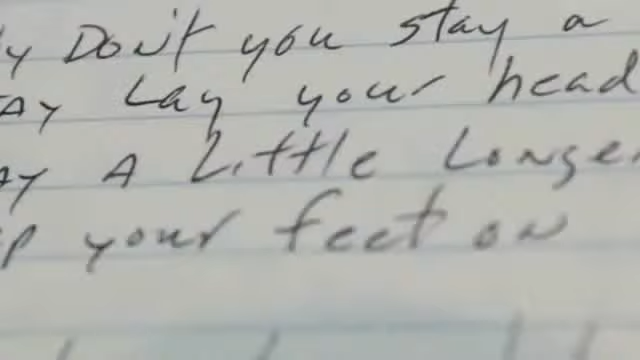 Don't you stay a
Lay your head
A Little Longer
your feet on